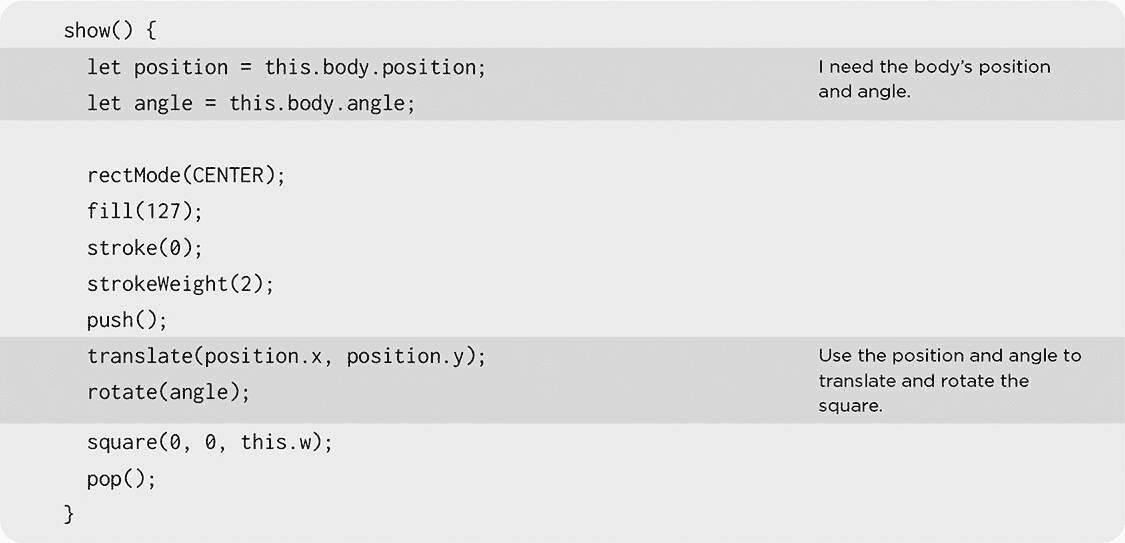 show() {
let position = this.body.position;
let angle = this.body.angle;
I need the body’s position
and angle.
rectMode(CENTER);
fill(127);
stroke(0);
strokeWeight(2);
push();
translate(position.x, position.y);
rotate(angle);
Use the position and angle to
translate and rotate the
square.
square(0, 0, this.w);
pop();
}